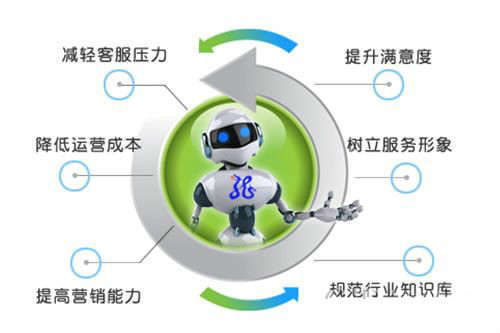 减轻客服压力
提升满意度
降低运营成本
树立服务形象
提高营销能力
规范行业知识库